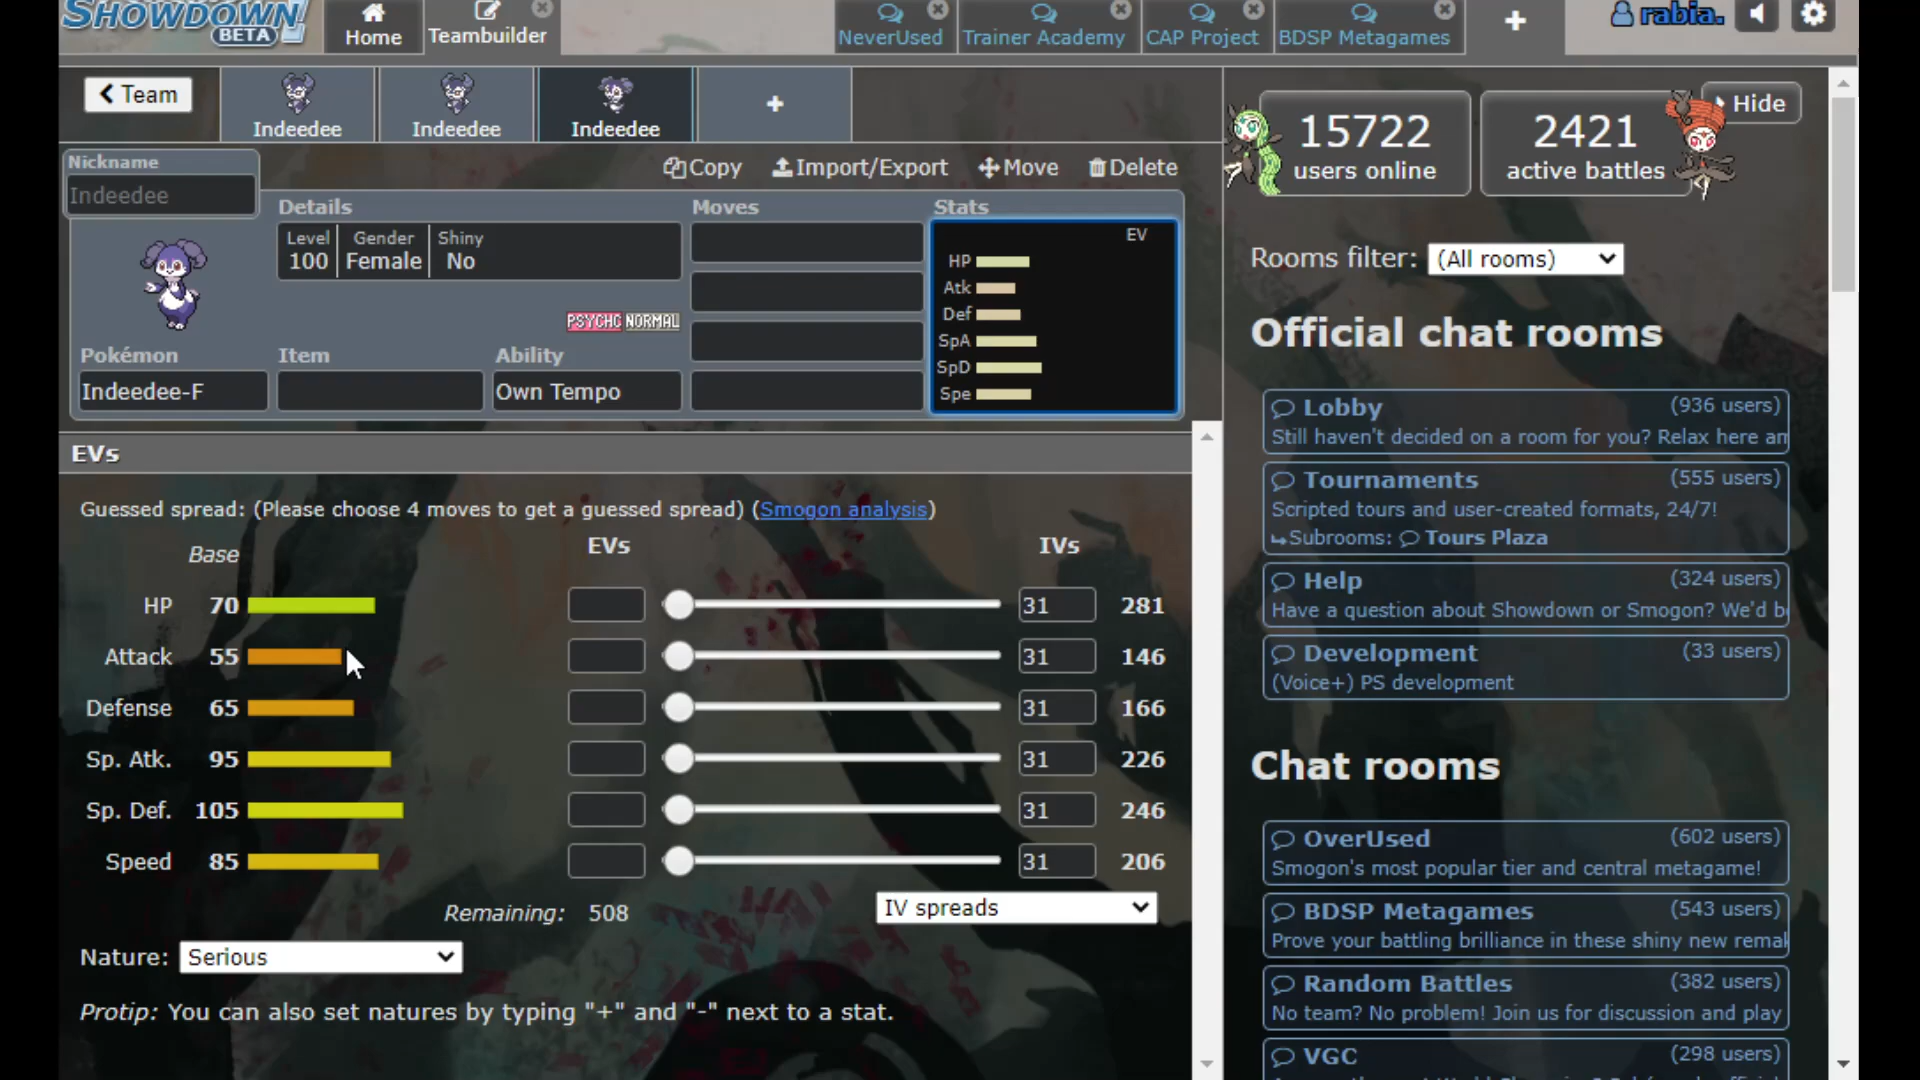 SHOWDOWN
BETA
Home
Teambuilder
NeverUsed
Trainer Academy
CAP Project
BDSP Metagames
+
rabia.
Team
Indeedee
Indeedee
Indeedee
+
Nickname
Indeedee
Copy
Import/Export
Move
Delete
Details
Level
100
Gender
Female
Shiny
No
PSYCHC NORMAL
Pokémon
Indeedee-F
Item
Ability
Own Tempo
Moves
Stats
EV
HP
Atk
Def
SpA
SpD
Spe
EVs
Guessed spread: (Please choose 4 moves to get a guessed spread) (Smogon analysis)
Base
EVs
IVs
HP 70 31 281
Attack 55 31 146
Defense 65 31 166
Sp. Atk. 95 31 226
Sp. Def. 105 31 246
Speed 85 31 206
Remaining: 508
IV spreads
Nature: Serious
Protip: You can also set natures by typing "+" and "-" next to a stat.
15722
users online
2421
active battles
Hide
Rooms filter: (All rooms)
Official chat rooms
Lobby (936 users)
Still haven't decided on a room for you? Relax here am
Tournaments (555 users)
Scripted tours and user-created formats, 24/7!
Subrooms: Tours Plaza
Help (324 users)
Have a question about Showdown or Smogon? We'd b
Development (33 users)
(Voice+) PS development
Chat rooms
OverUsed (602 users)
Smogon's most popular tier and central metagame!
BDSP Metagames (543 users)
Prove your battling brilliance in these shiny new remal
Random Battles (382 users)
No team? No problem! Join us for discussion and play
VGC (298 users)